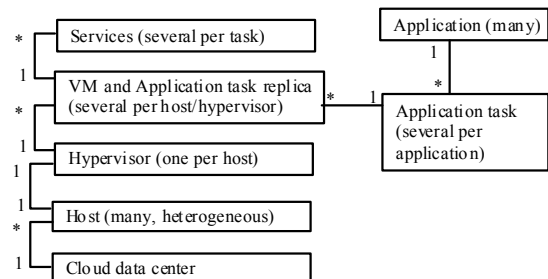 Services (several per task)
Application (many)
*
1
1
VM and Application task replica
(several per host/hypervisor)
*
*
1
*
Application task
(several per
application)
1
Hypervisor (one per host)
1
1
Host (many, heterogeneous)
*
1
Cloud data center